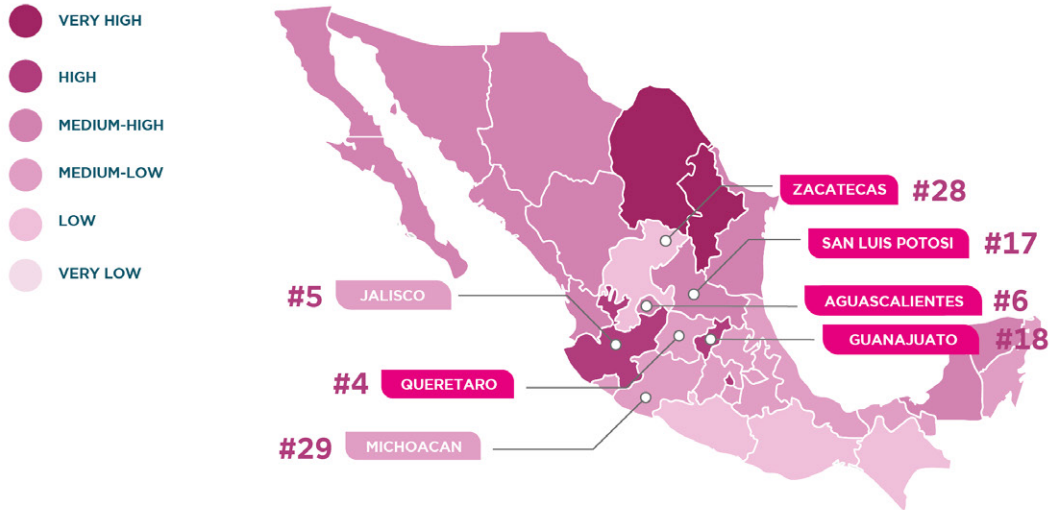 VERY HIGH
HIGH
MEDIUM-HIGH
MEDIUM-LOW
LOW
VERY LOW
ZACATECAS #28
SAN LUIS POTOSI #17
#5 JALISCO
AGUASCALIENTES #6
GUANAJUATO #18
#4 QUERETARO
#29 MICHOACAN